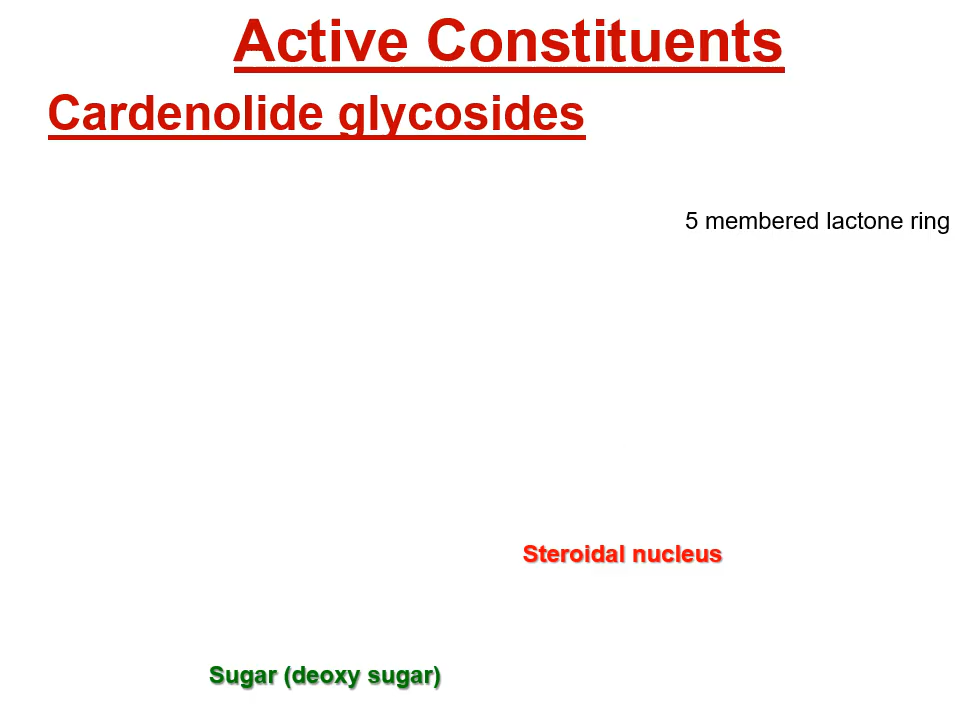 Active Constituents
Cardenolide glycosides
5 membered lactone ring
Steroidal nucleus
Sugar (deoxy sugar)